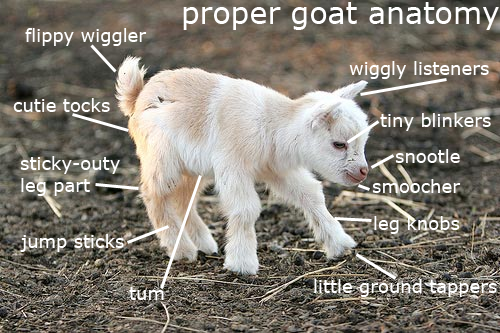 proper goat anatomy
flippy wiggler
wiggly listeners
cutie tocks
tiny blinkers
snootle
sticky-outy
leg part
smoocher
leg knobs
jump sticks
tum
little ground tappers